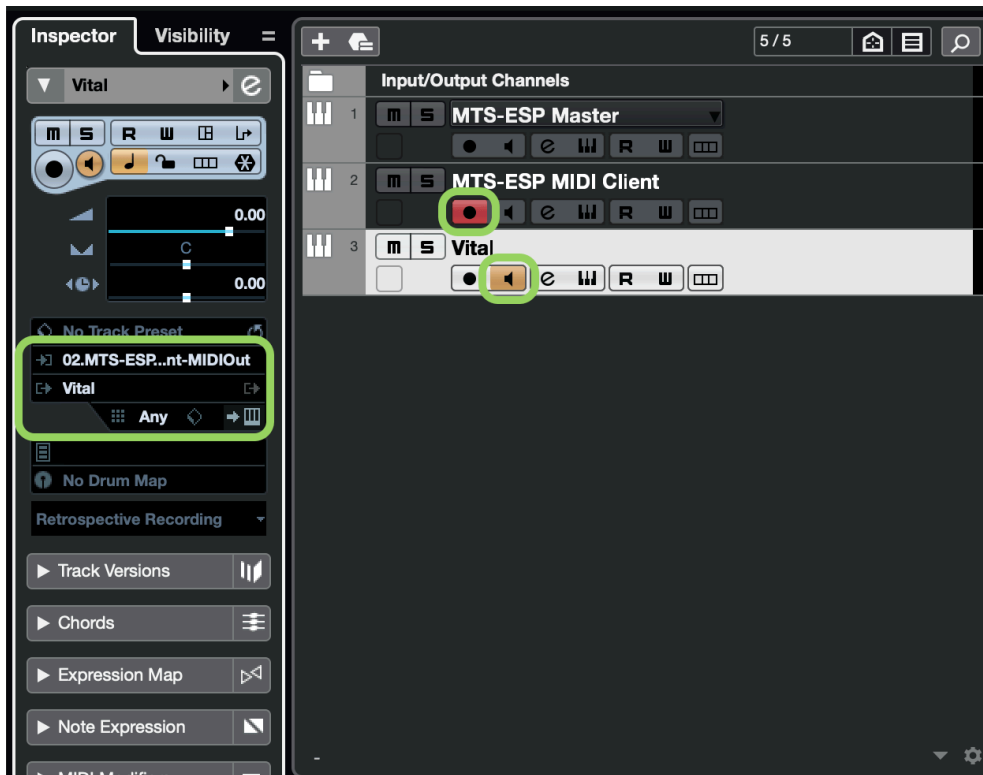 Inspector Visibility
Vital
M S R W
0.00
C
0.00
No Track Preset
02.MTS-ESP...nt-MIDIOut
Vital
Any
No Drum Map
Retrospective Recording
Track Versions
Chords
Expression Map
Note Expression
5/5
Input/Output Channels
1 M S MTS-ESP Master
e R W
2 M S MTS-ESP MIDI Client
e R W
3 M S Vital
e R W
-